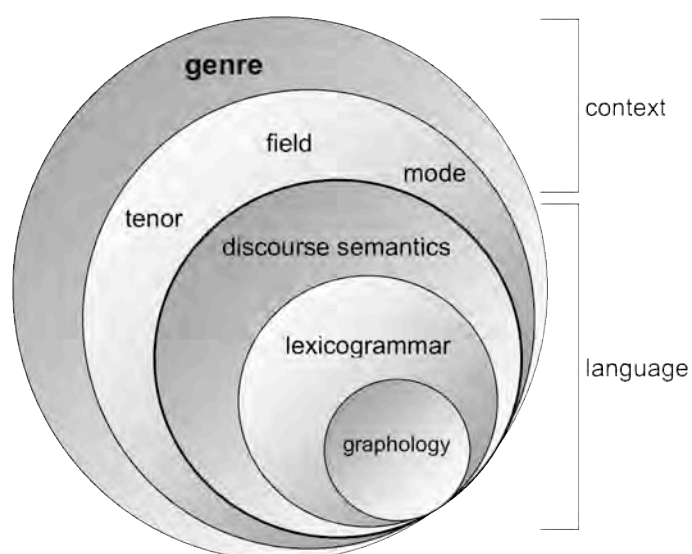 genre
context
field
mode
tenor
discourse semantics
lexicogrammar
language
graphology